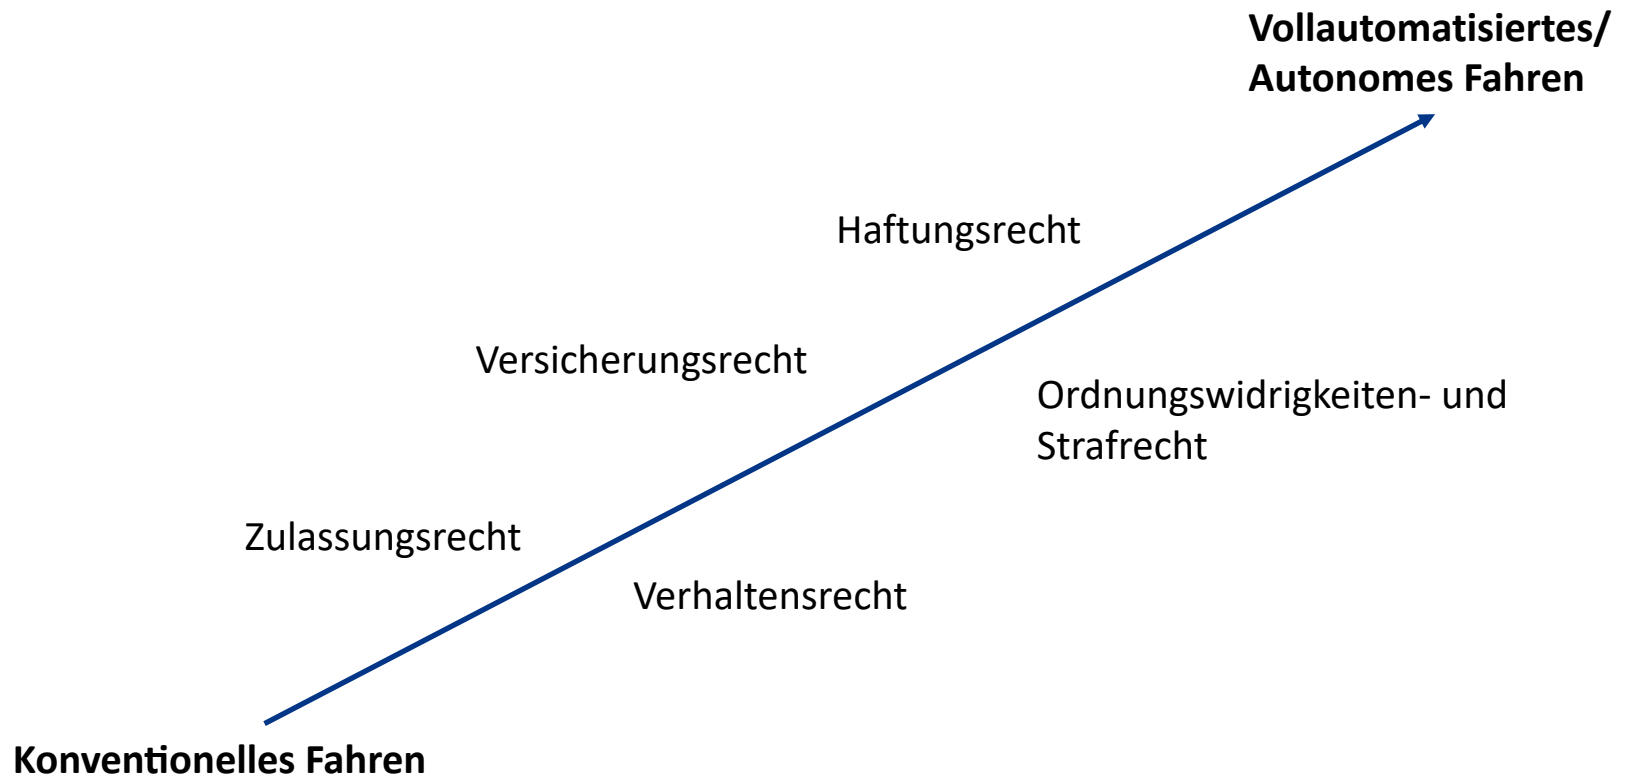 Vollautomatisiertes/
Autonomes Fahren
Haftungsrecht
Versicherungsrecht
Ordnungswidrigkeiten- und
Strafrecht
Zulassungsrecht
Verhaltensrecht
Konventionelles Fahren